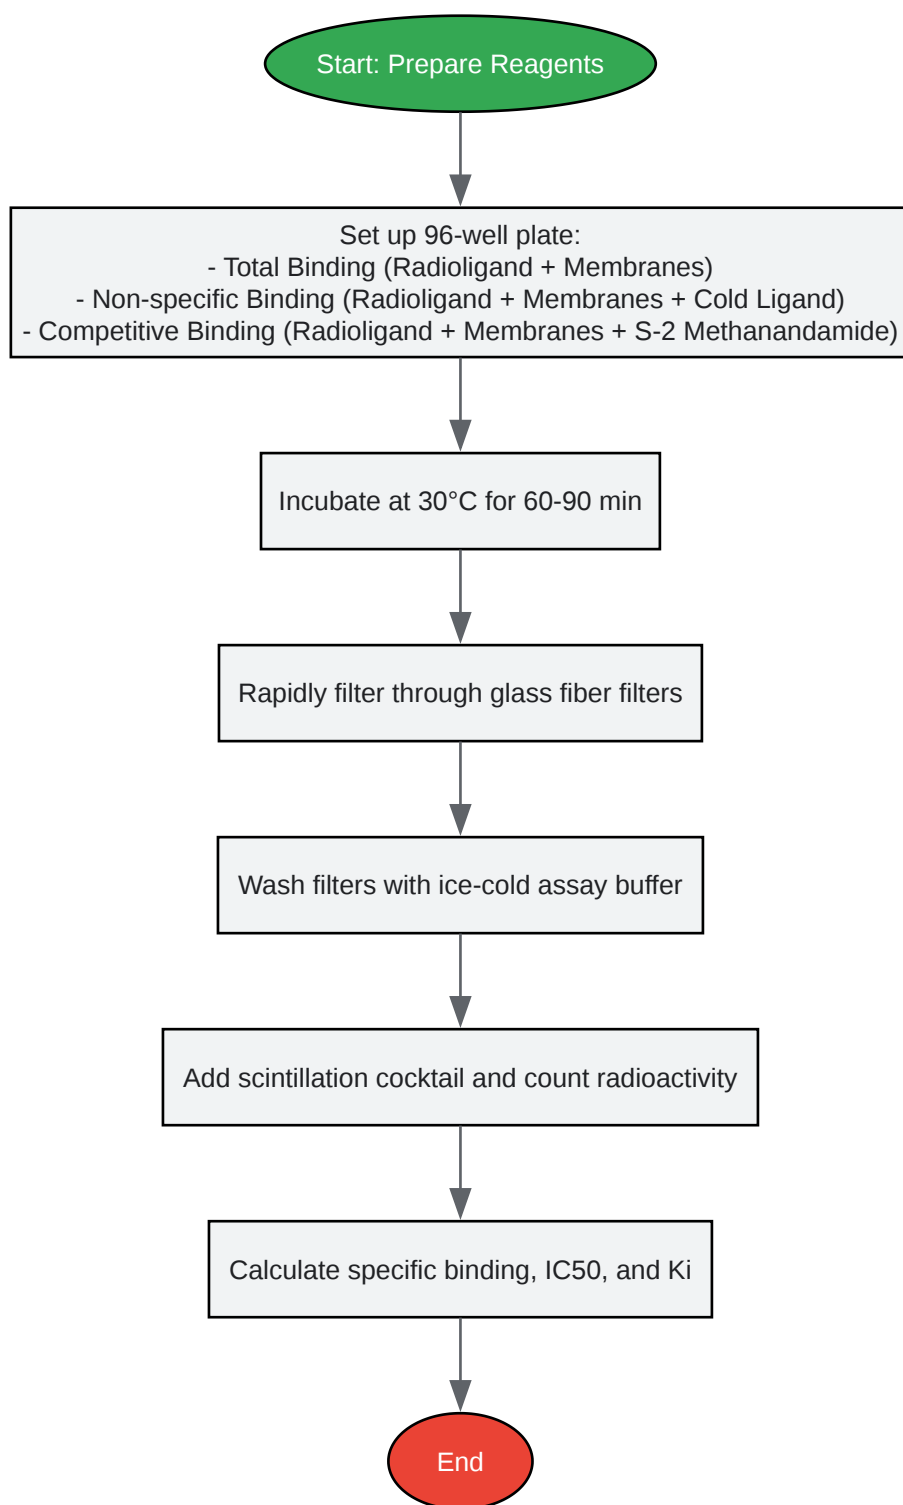 Start: Prepare Reagents
Set up 96-well plate:
- Total Binding (Radioligand + Membranes)
- Non-specific Binding (Radioligand + Membranes + Cold Ligand)
- Competitive Binding (Radioligand + Membranes + S-2 Methanandamide)
Incubate at 30°C for 60-90 min
Rapidly filter through glass fiber filters
Wash filters with ice-cold assay buffer
Add scintillation cocktail and count radioactivity
Calculate specific binding, IC50, and Ki
End